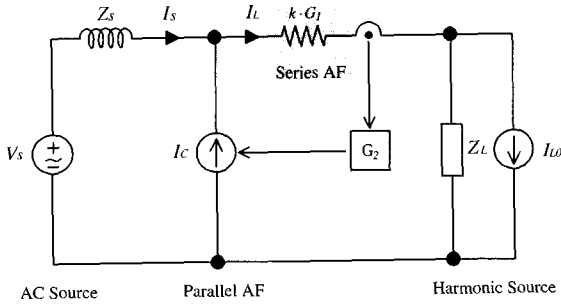 Zs
Is
IL
k·G1
Series AF
Vs
Ic
G2
ZL
IL0
AC Source
Parallel AF
Harmonic Source